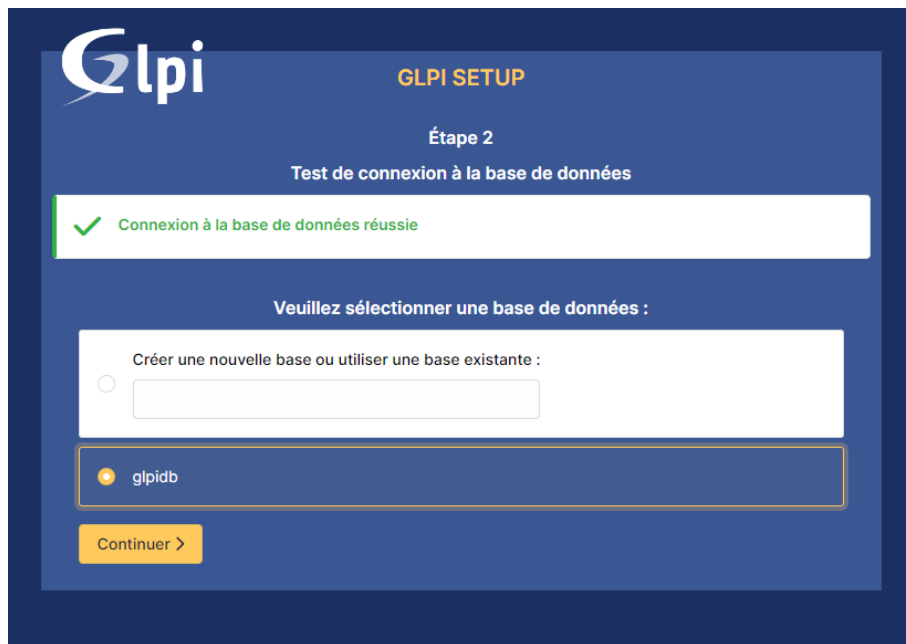 Glpi
GLPI SETUP
Étape 2
Test de connexion à la base de données
Connexion à la base de données réussie
Veuillez sélectionner une base de données :
Créer une nouvelle base ou utiliser une base existante :
glpidb
Continuer >